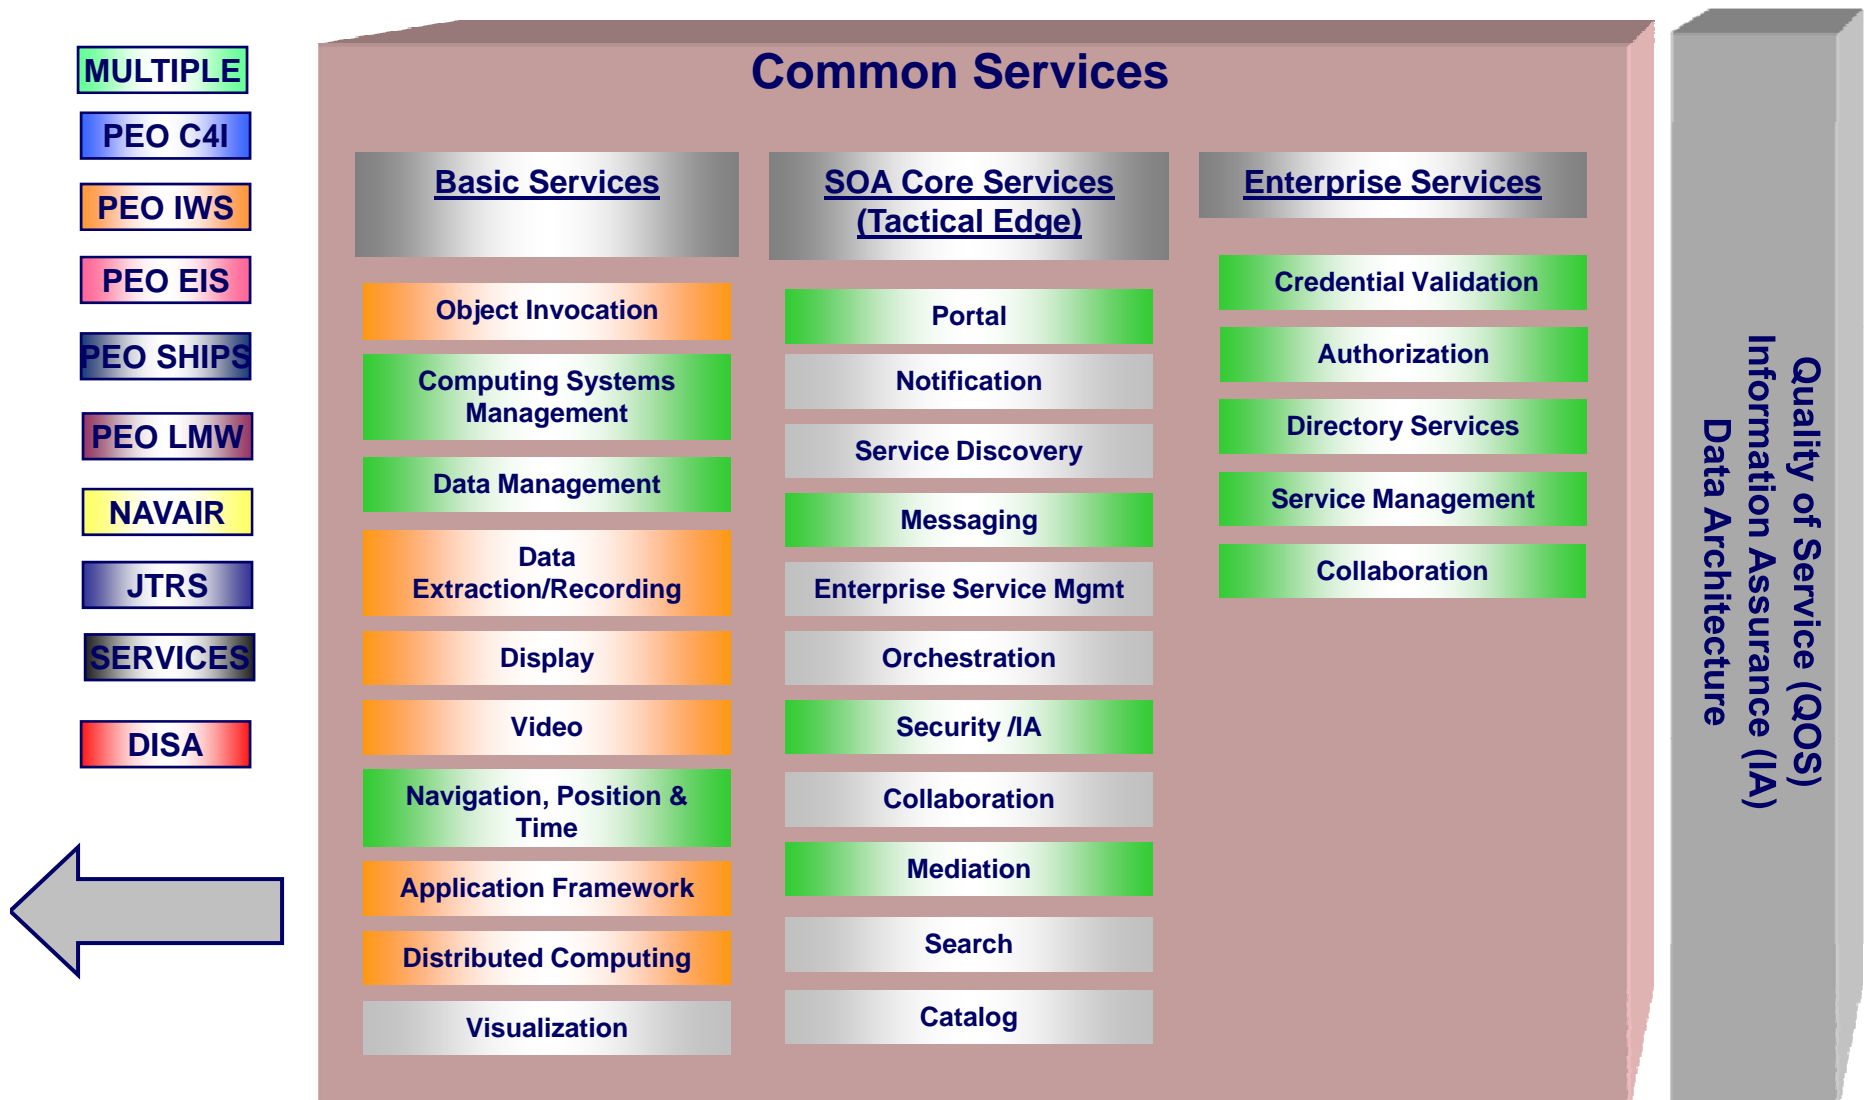 MULTIPLE
PEO C4I
PEO IWS
PEO EIS
PEO SHIPS
PEO LMW
NAVAIR
JTRS
SERVICES
DISA
Common Services
Basic Services
Object Invocation
Computing Systems
Management
Data Management
Data
Extraction/Recording
Display
Video
Navigation, Position &
Time
Application Framework
Distributed Computing
Visualization
SOA Core Services
(Tactical Edge)
Portal
Notification
Service Discovery
Messaging
Enterprise Service Mgmt
Orchestration
Security /IA
Collaboration
Mediation
Search
Catalog
Enterprise Services
Credential Validation
Authorization
Directory Services
Service Management
Collaboration
Quality of Service (QOS)
Information Assurance (IA)
Data Architecture